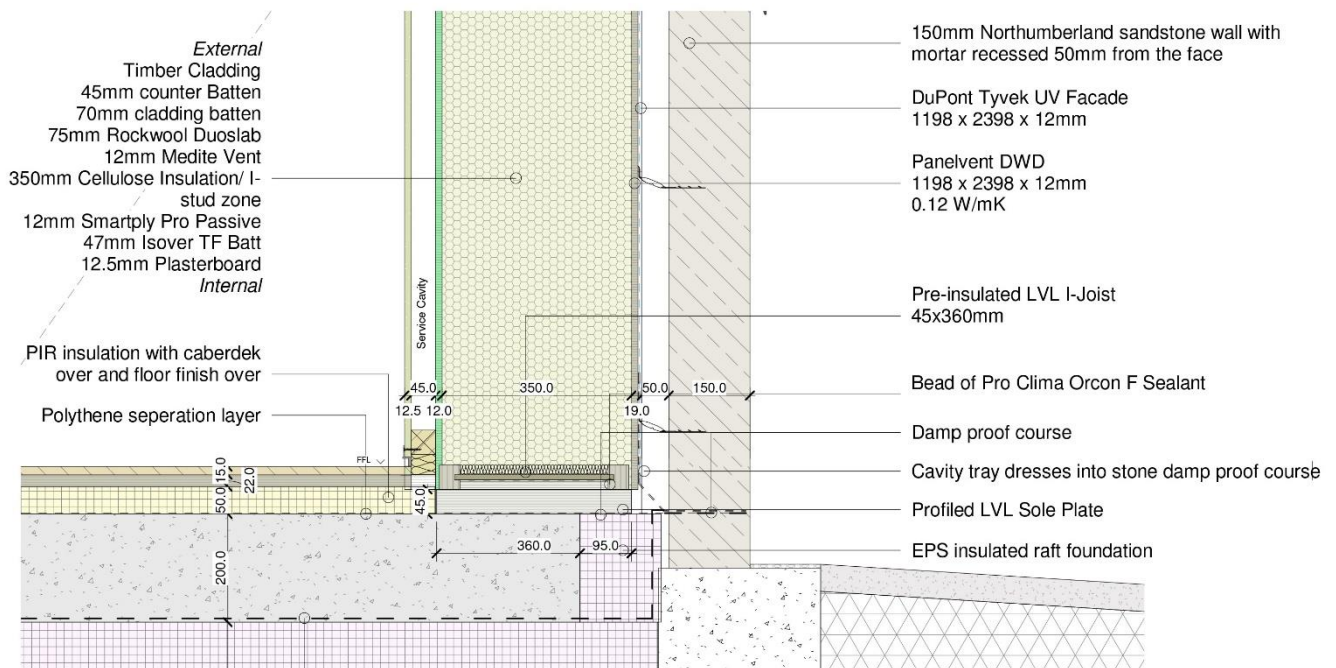 External
Timber Cladding
45mm counter Batten
70mm cladding batten
75mm Rockwool Duoslab
12mm Medite Vent
350mm Cellulose Insulation/ I-
stud zone
12mm Smartply Pro Passive
47mm Isover TF Batt
12.5mm Plasterboard
Internal
PIR insulation with caberdek
over and floor finish over
Polythene seperation layer
Service Cavity
45.0
350.0
50.0
150.0
12.5
12.0
19.0
FFL
15.0
22.0
50.0
45.0
200.0
360.0
95.0
150mm Northumberland sandstone wall with
mortar recessed 50mm from the face
DuPont Tyvek UV Facade
1198 x 2398 x 12mm
Panelvent DWD
1198 x 2398 x 12mm
0.12 W/mK
Pre-insulated LVL I-Joist
45x360mm
Bead of Pro Clima Orcon F Sealant
Damp proof course
Cavity tray dresses into stone damp proof course
Profiled LVL Sole Plate
EPS insulated raft foundation